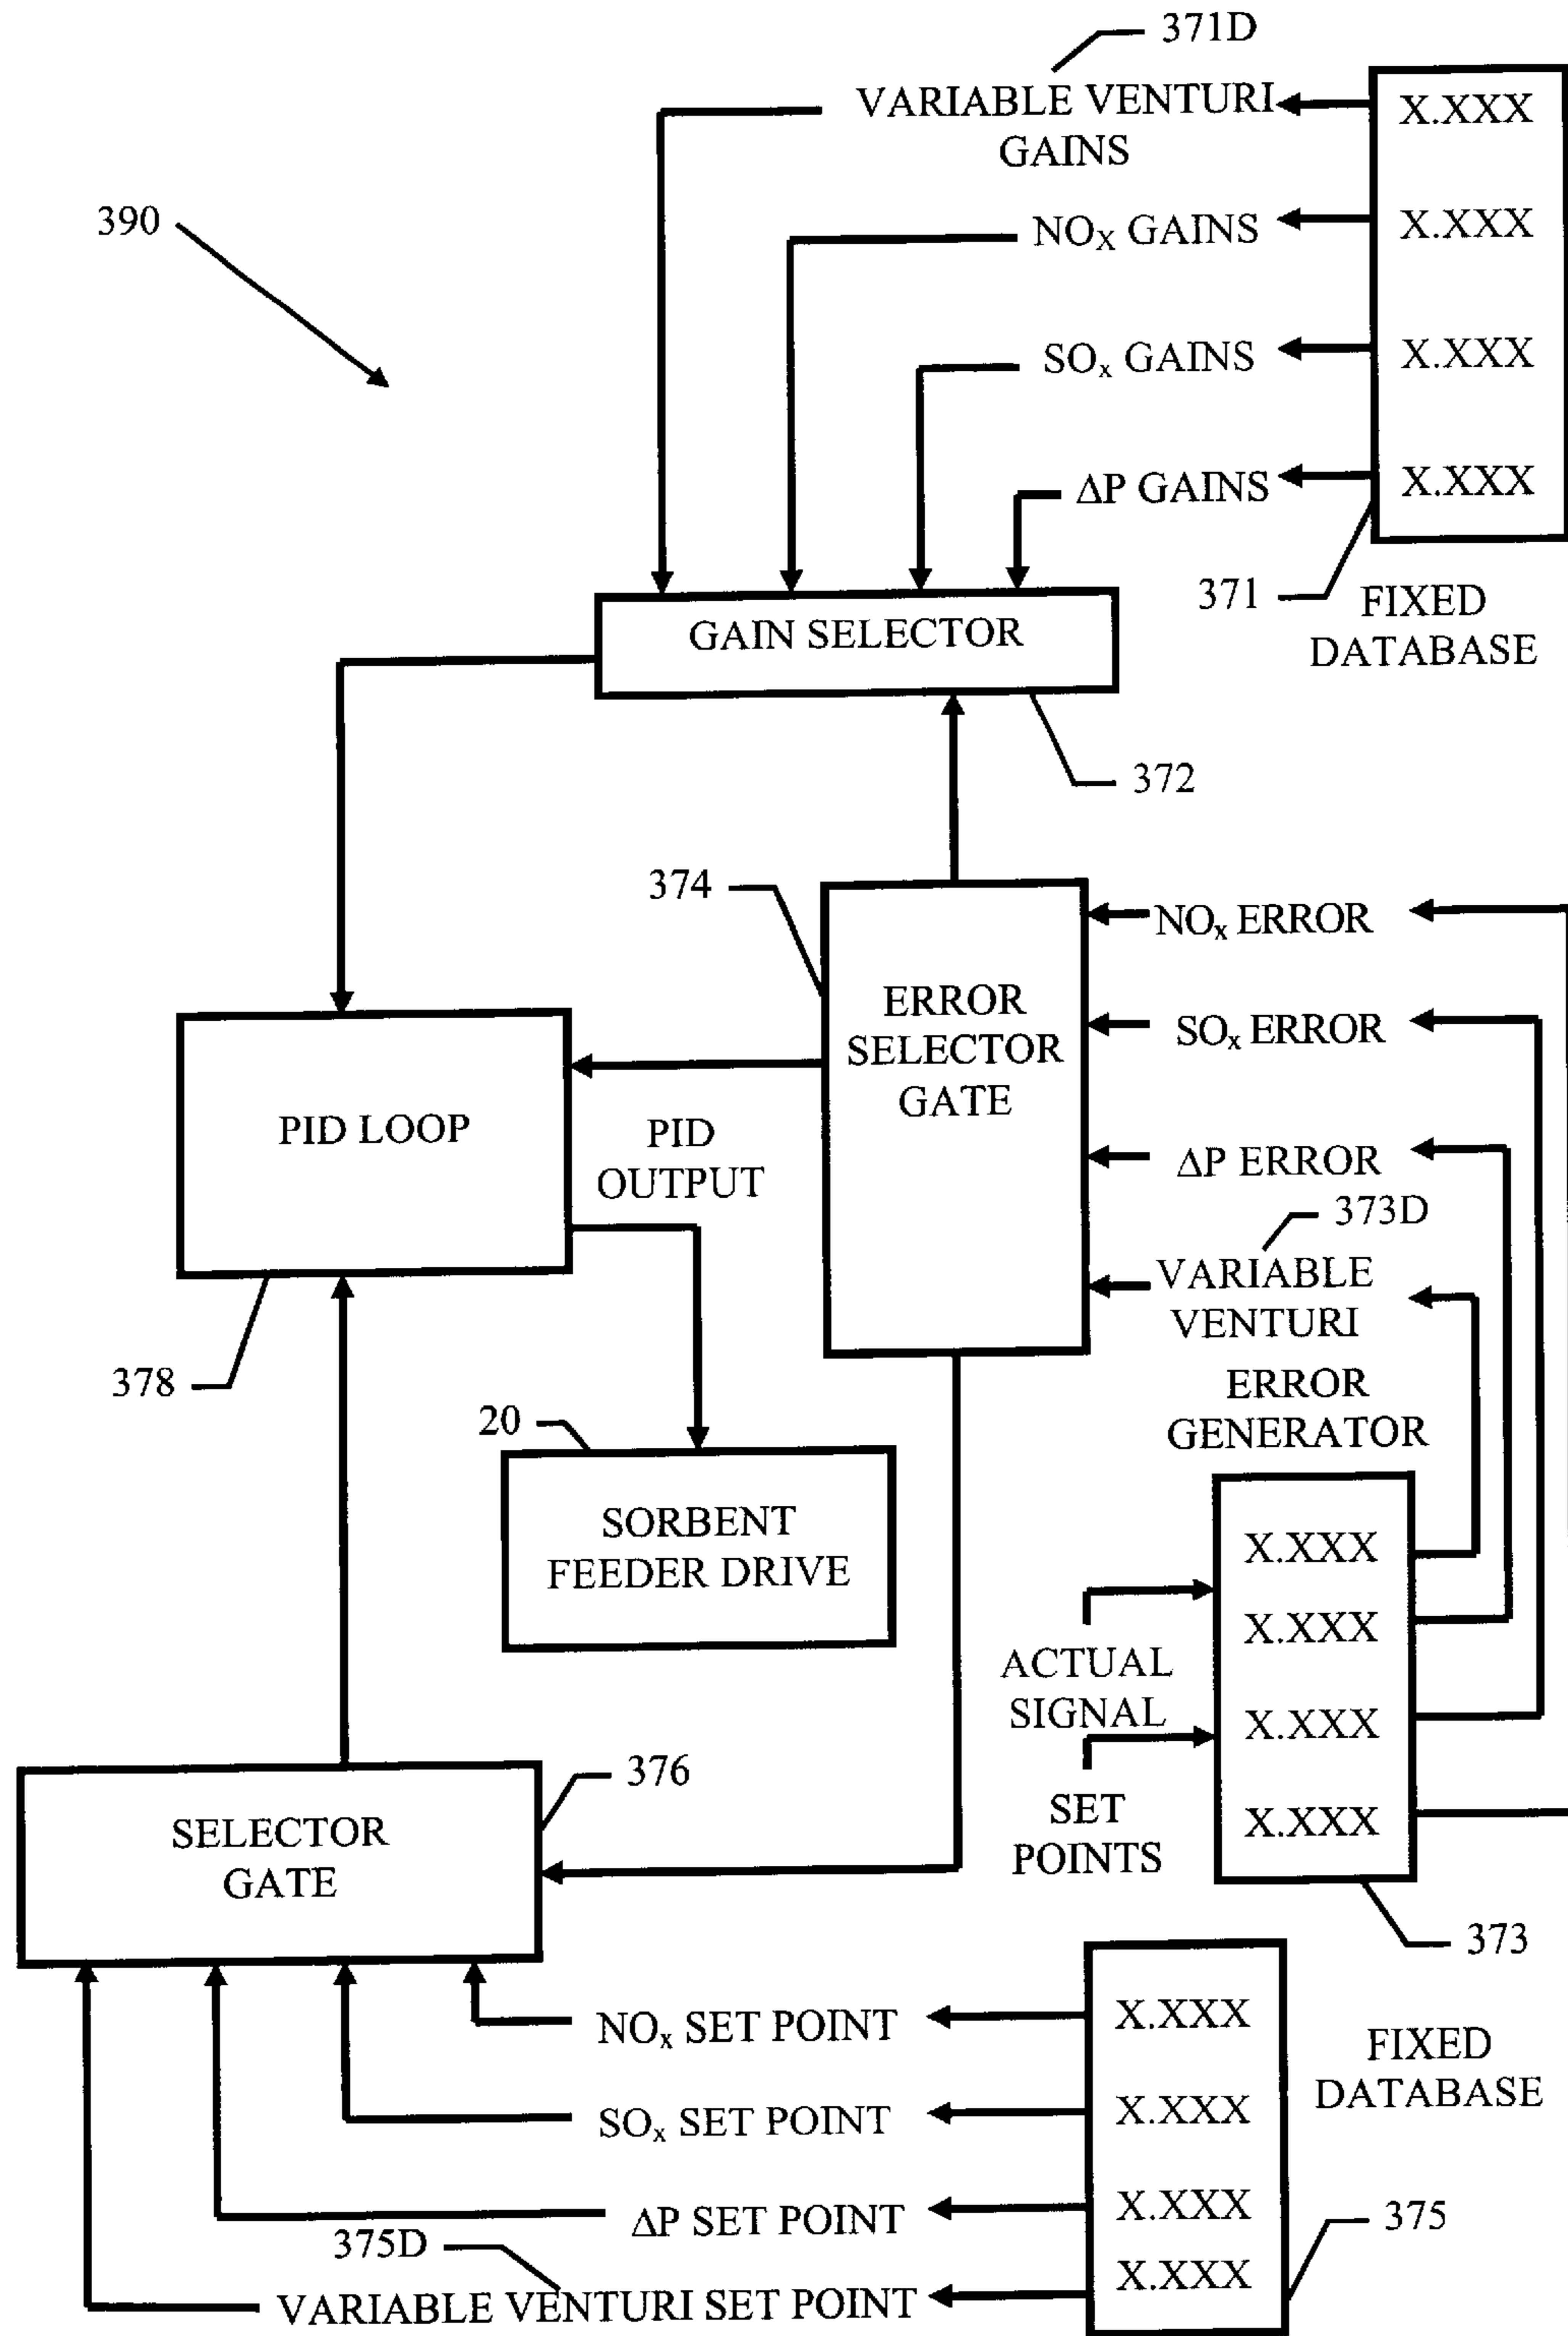 371D
VARIABLE VENTURI
GAINS
X.XXX
390
NOX GAINS
X.XXX
SOx GAINS
X.XXX
ΔP GAINS
X.XXX
371
FIXED
DATABASE
GAIN SELECTOR
372
374
NOx ERROR
ERROR
SELECTOR
GATE
SOx ERROR
PID LOOP
PID
OUTPUT
ΔP ERROR
373D
VARIABLE
VENTURI
378
ERROR
GENERATOR
20
SORBENT
FEEDER DRIVE
X.XXX
X.XXX
ACTUAL
SIGNAL
X.XXX
376
SET
POINTS
X.XXX
SELECTOR
GATE
373
NOx SET POINT
X.XXX
FIXED
DATABASE
SOx SET POINT
X.XXX
ΔP SET POINT
X.XXX
375
375D
VARIABLE VENTURI SET POINT
X.XXX